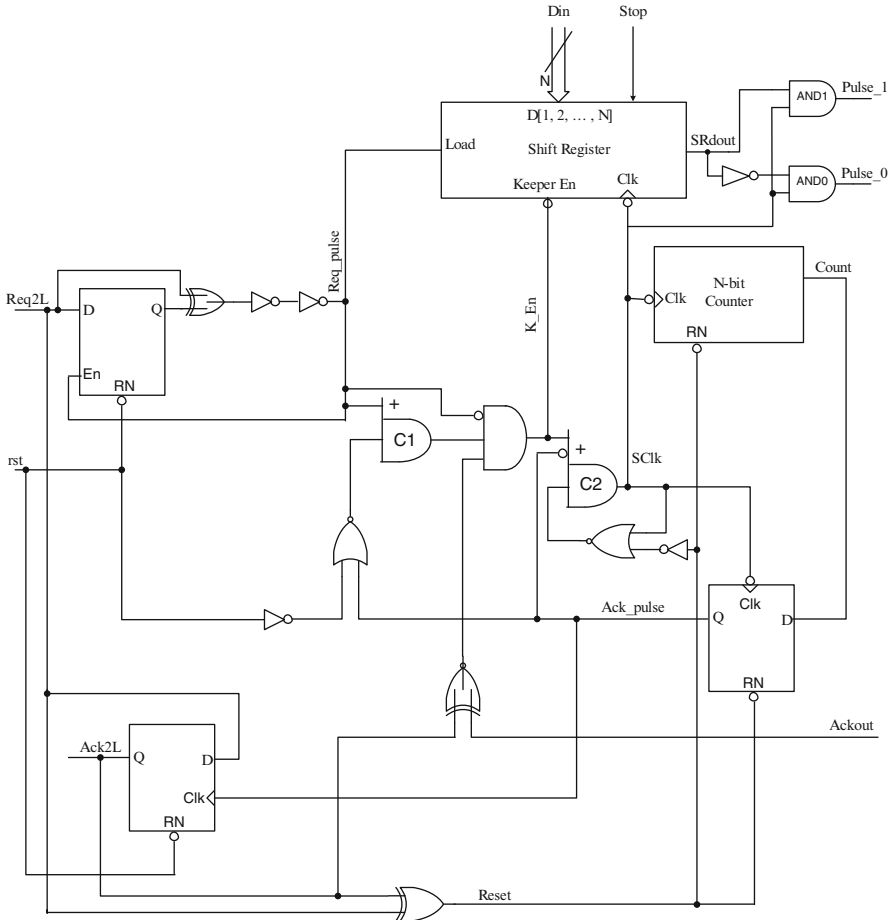 Din
Stop
N
D[1, 2, ... , N]
Load
Shift Register
Keeper En
Clk
SRdout
AND1
Pulse_1
AND0
Pulse_0
Req_pulse
K_En
N-bit
Counter
Clk
RN
Count
Req2L
D
Q
En
RN
rst
+
C1
+
C2
SClk
Ack_pulse
Q
Clk
D
RN
Ackout
Ack2L
Q
D
Clk
RN
Reset